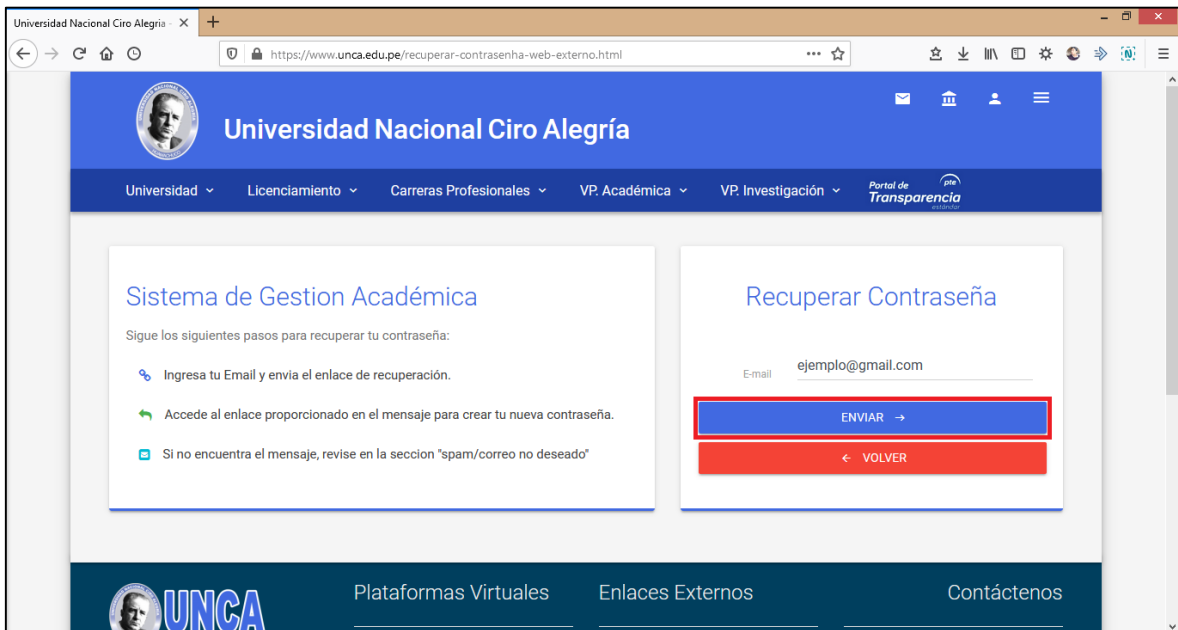 Universidad Nacional Ciro Alegria -
https://www.unca.edu.pe/recuperar-contrasenha-web-externo.html
Universidad Nacional Ciro Alegría
Universidad
Licenciamiento
Carreras Profesionales
VP. Académica
VP. Investigación
Portal de
Transparencia
estándar
pte
Sistema de Gestion Académica
Sigue los siguientes pasos para recuperar tu contraseña:
Ingresa tu Email y envia el enlace de recuperación.
Accede al enlace proporcionado en el mensaje para crear tu nueva contraseña.
Si no encuentra el mensaje, revise en la seccion "spam/correo no deseado"
Recuperar Contraseña
E-mail
ejemplo@gmail.com
ENVIAR →
← VOLVER
UNCA
Plataformas Virtuales
Enlaces Externos
Contáctenos